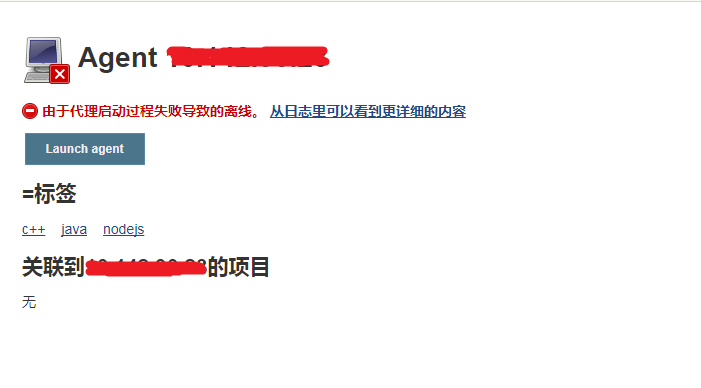 Agent
由于代理启动过程失败导致的离线。 从日志里可以看到更详细的内容
Launch agent
=标签
c++ java nodejs
关联到 的项目
无